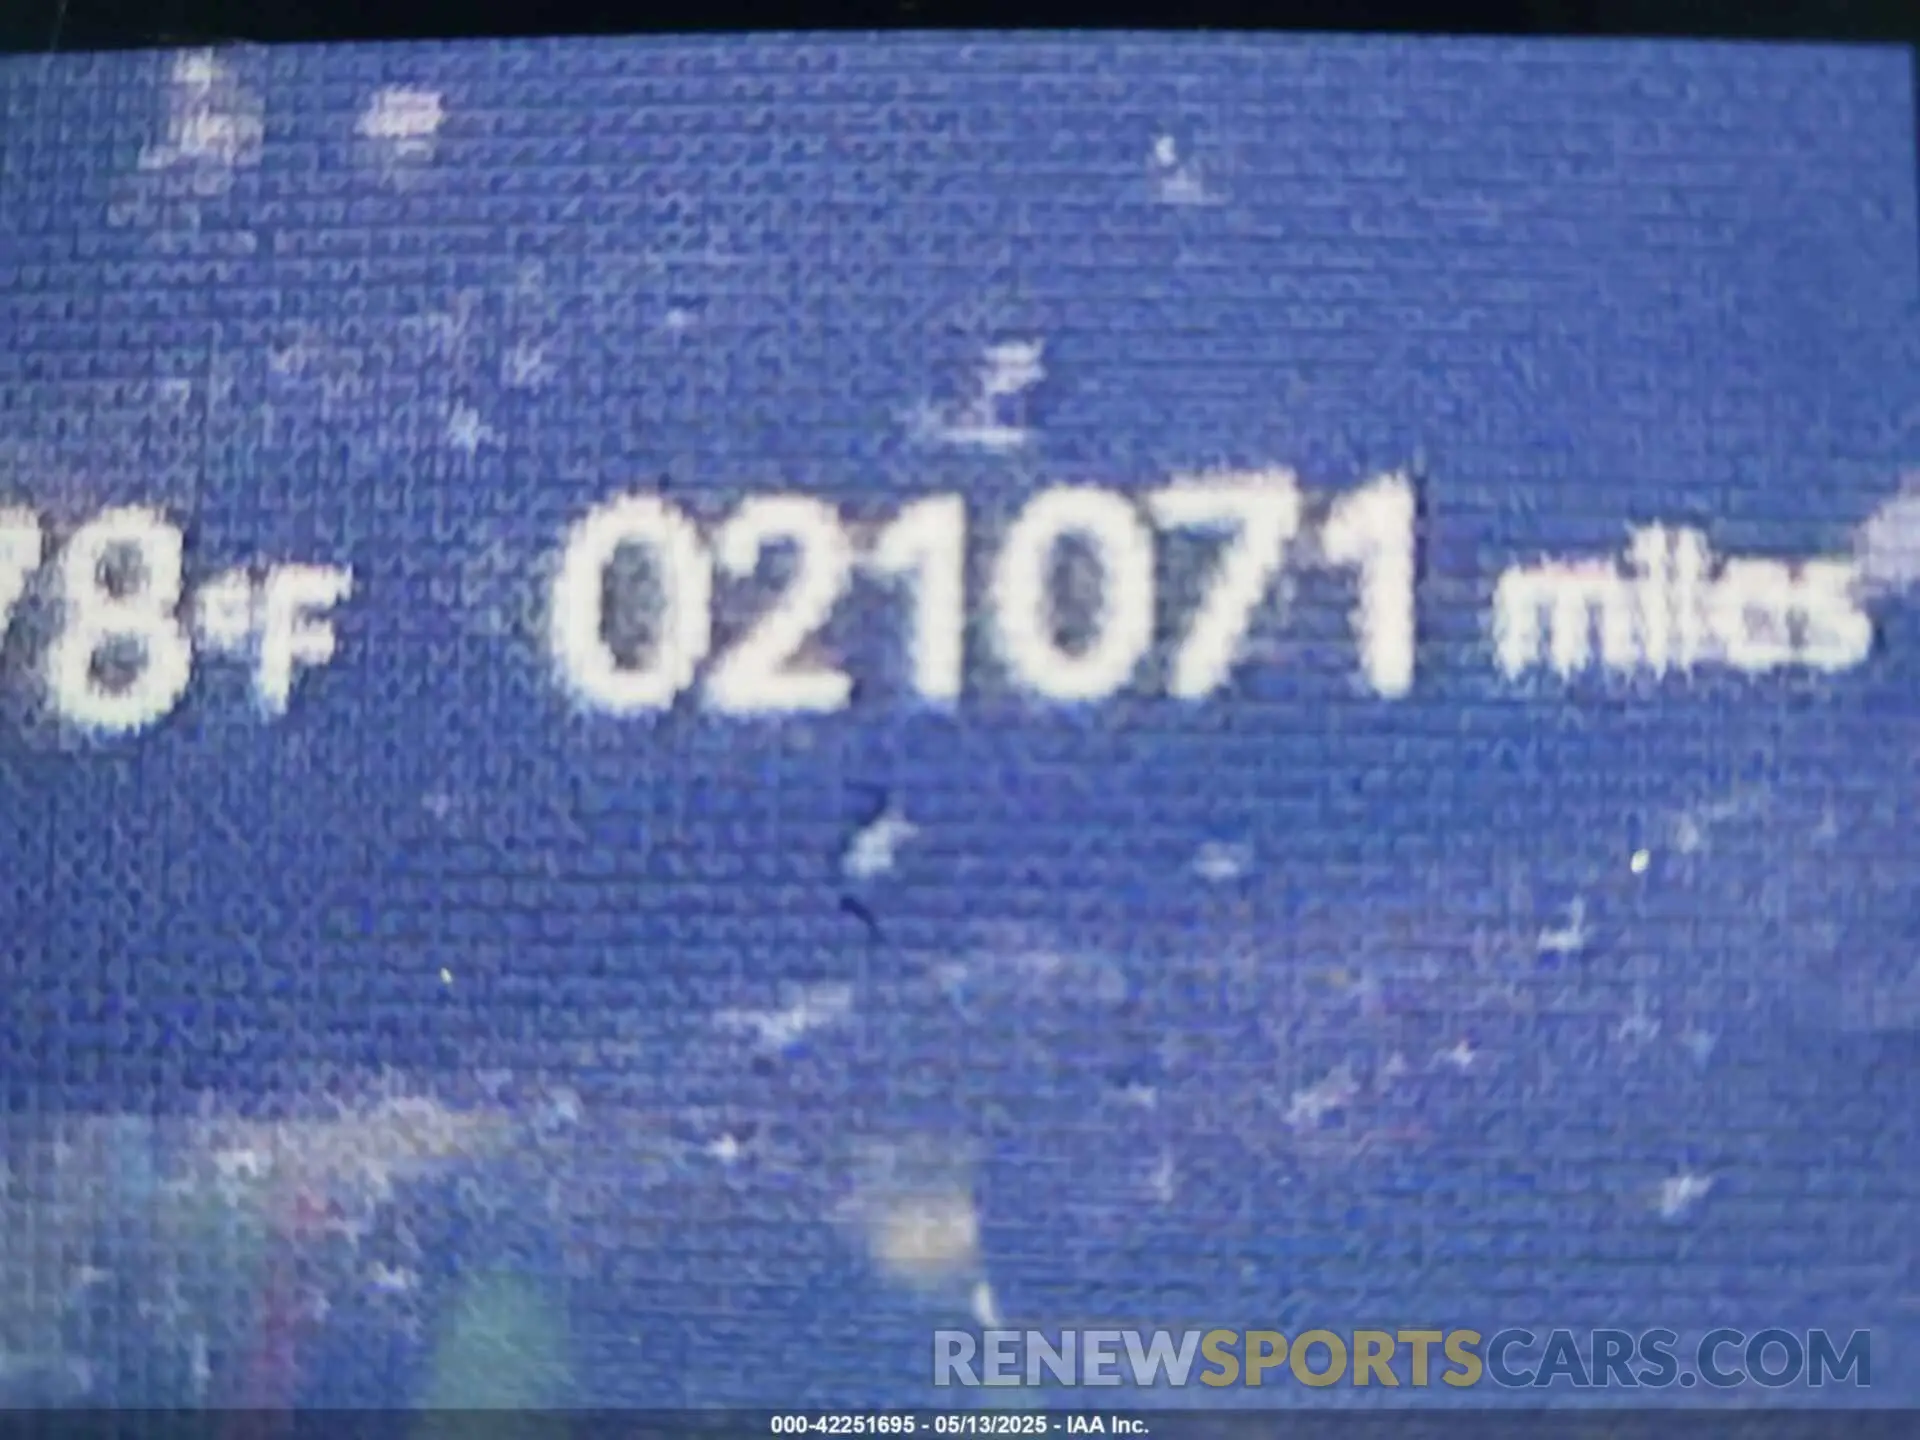 78°F 021071 miles
RENEWSPORTSCARS.COM
000-42251695 - 05/13/2025 - IAA Inc.